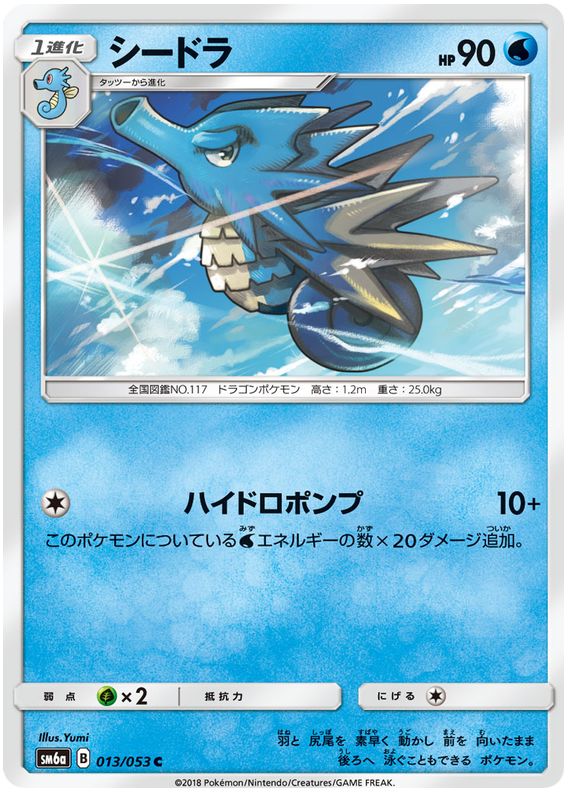 1進化 シードラ HP 90
タッツーから進化
全国図鑑NO.117 ドラゴンポケモン 高さ：1.2m 重さ：25.0kg
ハイドロポンプ 10+
このポケモンについているエネルギーの数×20ダメージ追加。
弱点 ×2 抵抗力 にげる
Illus.Yumi
羽と 尻尾を 素早く 動かし 前を 向いたまま
SM6a B 013/053 C
後ろへ 泳ぐこともできる ポケモン。
©2018 Pokémon/Nintendo/Creatures/GAME FREAK.